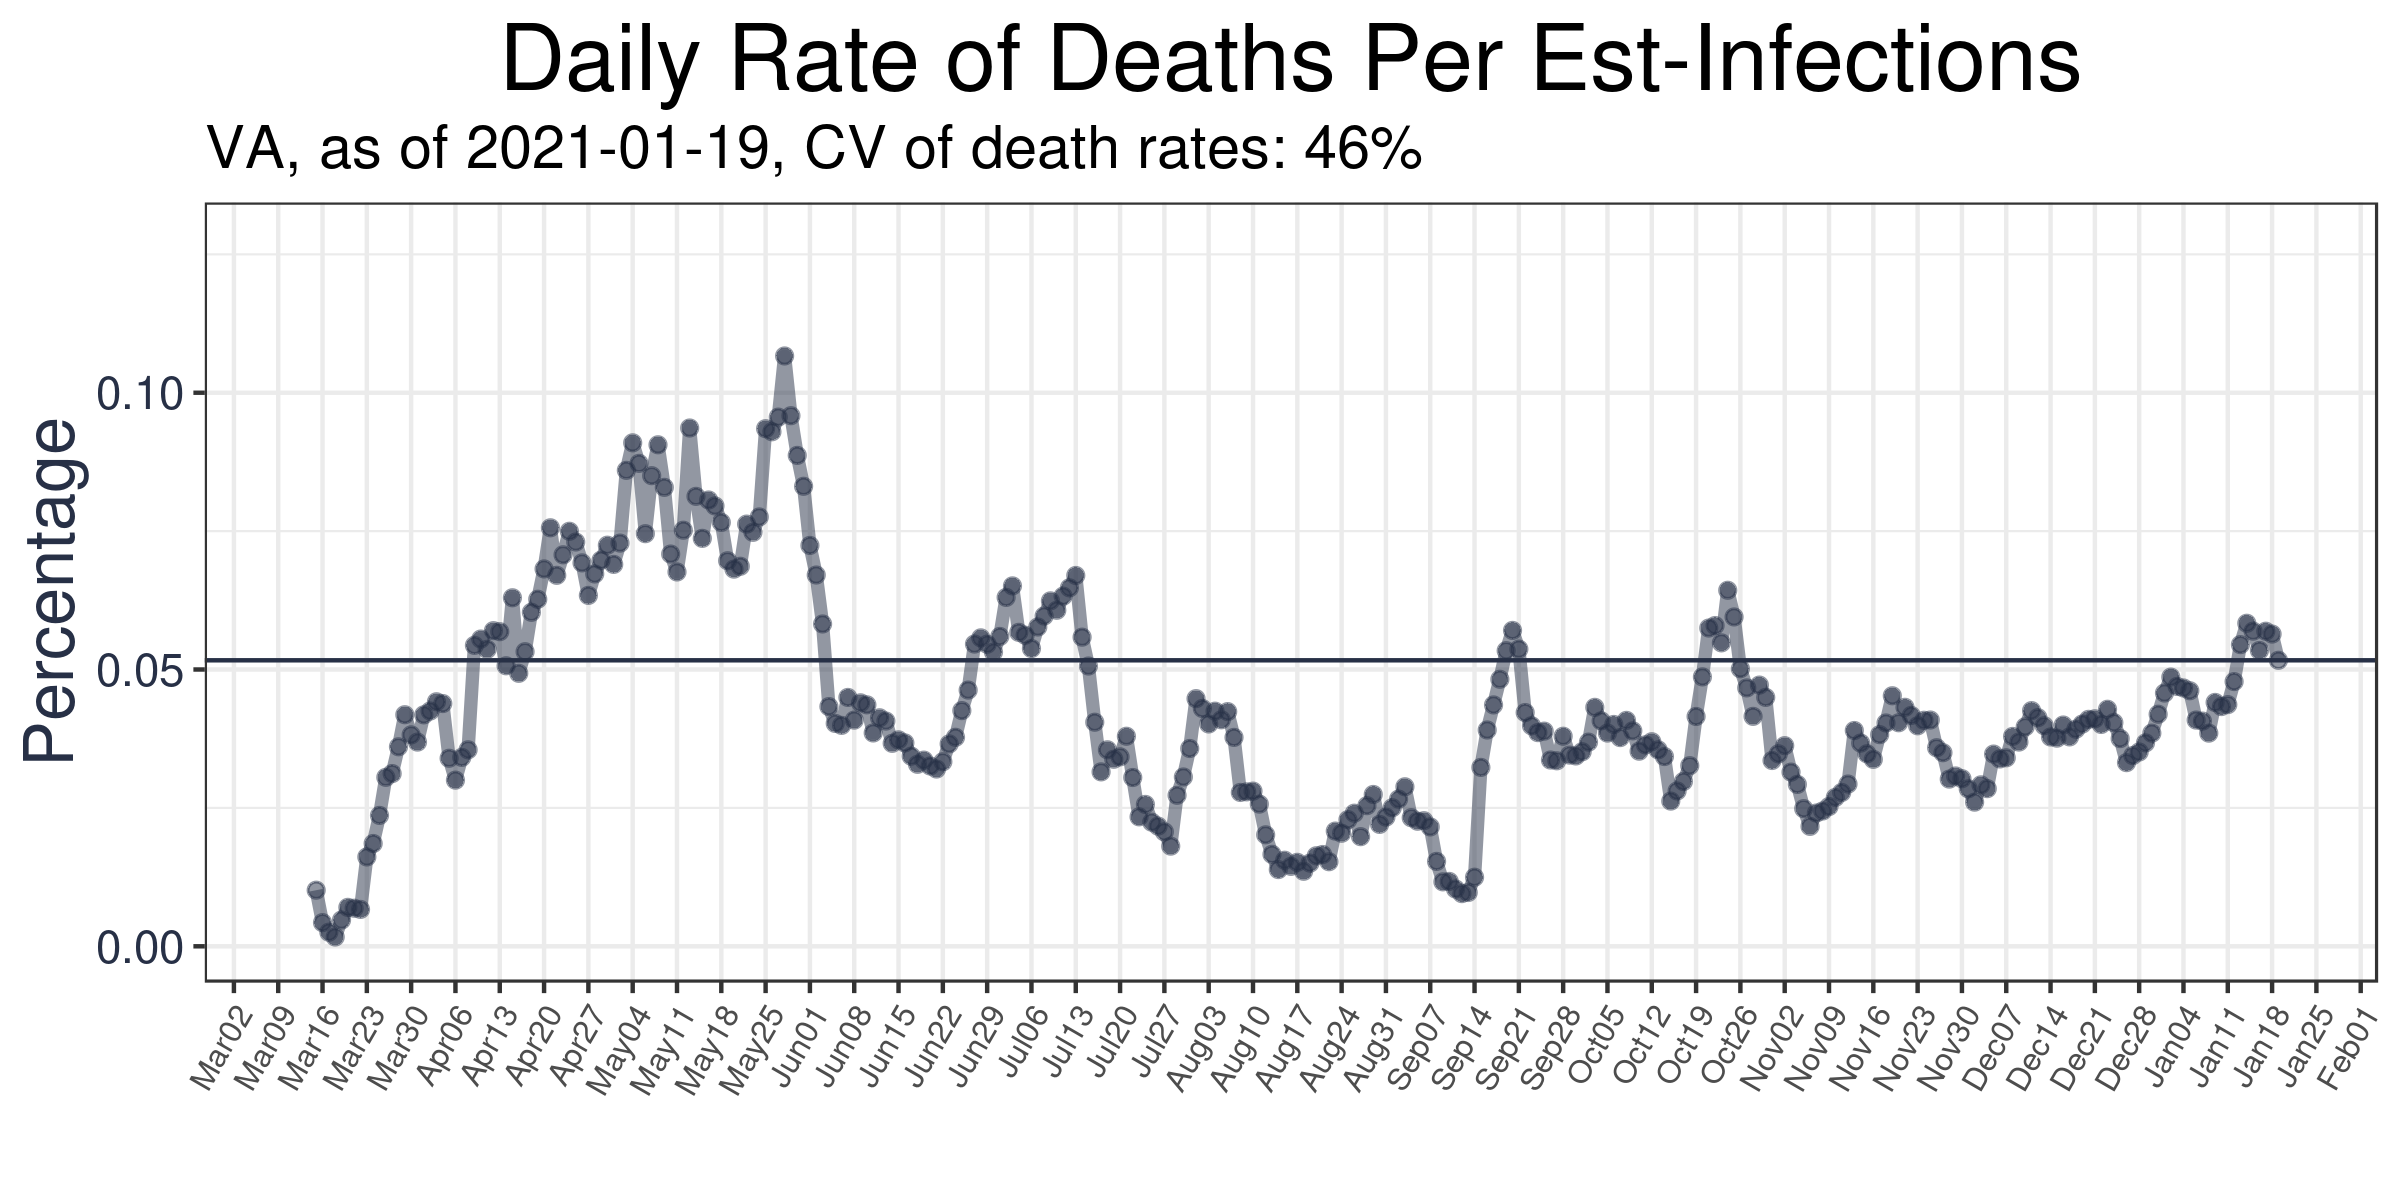 Daily Rate of Deaths Per Est-Infections
VA, as of 2021-01-19, CV of death rates: 46%
Percentage
0.10
0.05
0.00
Mar02
Mar09
Mar16
Mar23
Mar30
Apr06
Apr13
Apr20
Apr27
May04
May11
May18
May25
Jun01
Jun08
Jun15
Jun22
Jun29
Jul06
Jul13
Jul20
Jul27
Aug03
Aug10
Aug17
Aug24
Aug31
Sep07
Sep14
Sep21
Sep28
Oct05
Oct12
Oct19
Oct26
Nov02
Nov09
Nov16
Nov23
Nov30
Dec07
Dec14
Dec21
Dec28
Jan04
Jan11
Jan18
Jan25
Feb01